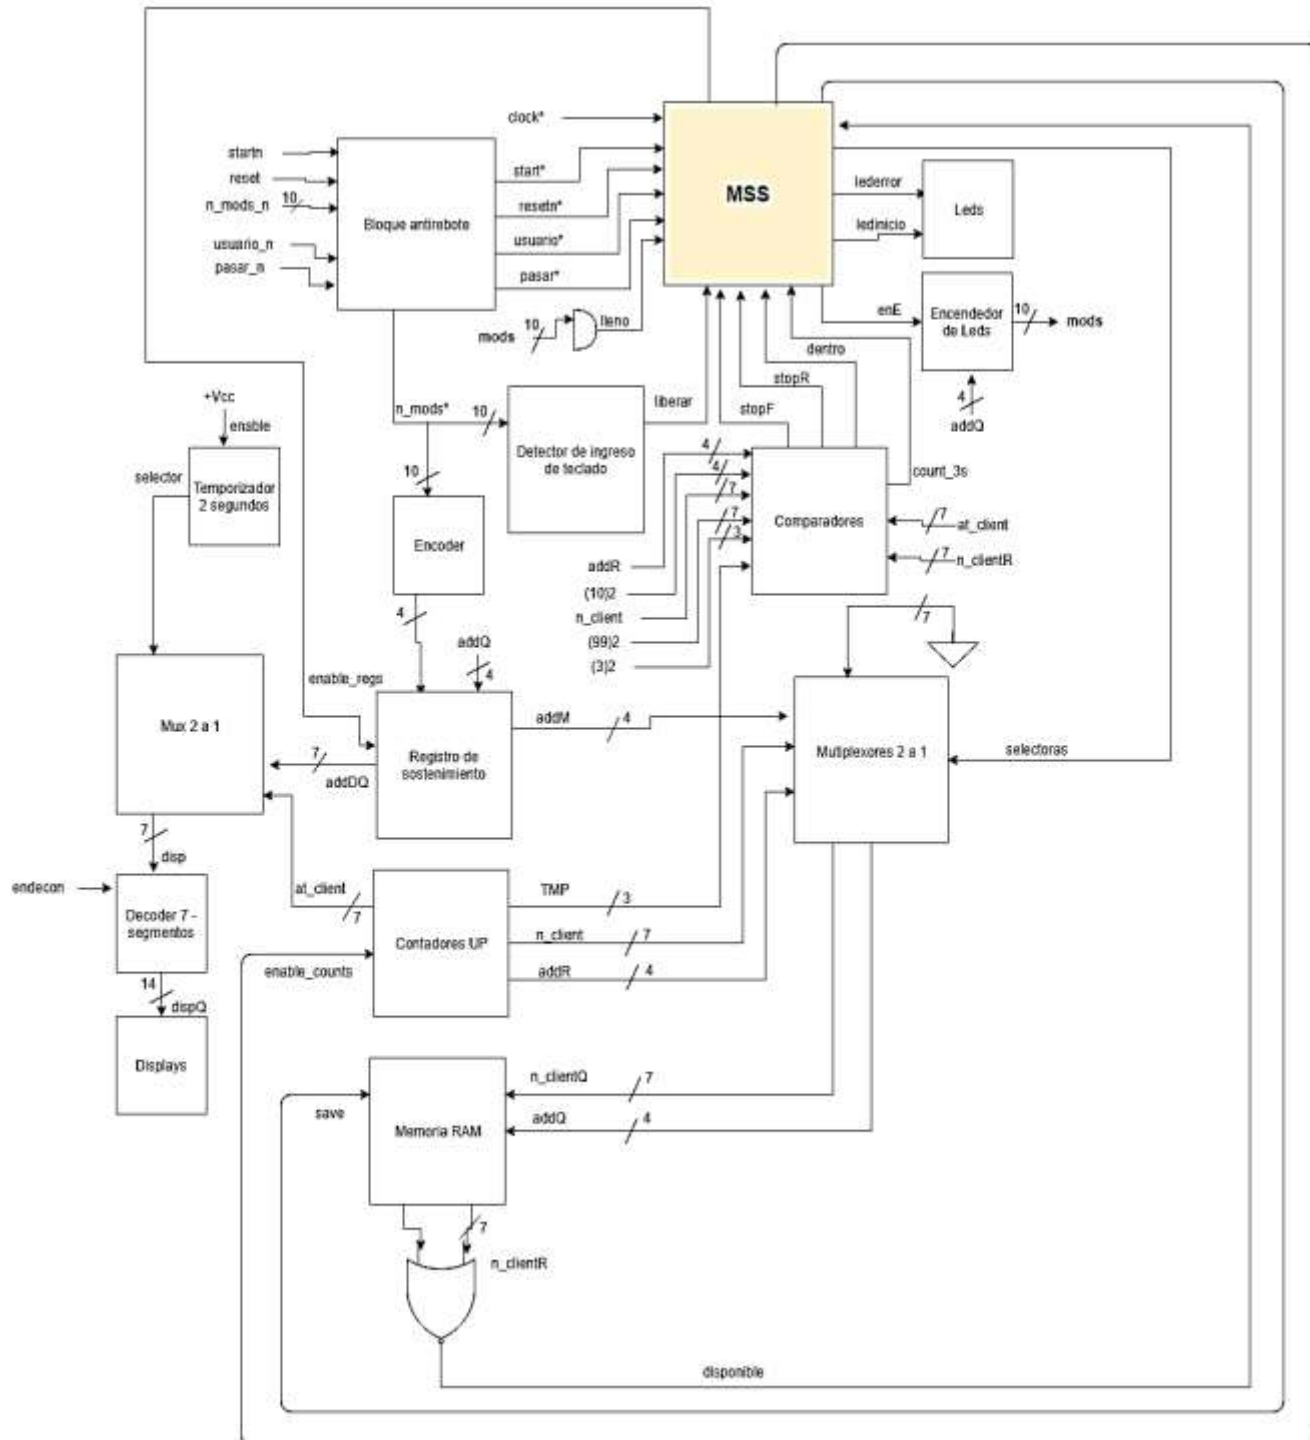 clock*
MSS
startn
reset
n_mods_n
10
usuario_n
pasar_n
Bloque antirebote
start*
resetn*
usuario*
pasar*
lederror
ledinicio
Leds
mods
10
lleno
enE
Encendedor
de Leds
10
mods
4
addQ
dentro
stopR
stopF
liberar
count_3s
+Vcc
enable
selector
Temporizador
2 segundos
n_mods*
10
10
Detector de ingreso
de teclado
Encoder
4
4
4
7
7
3
Comparadores
7
at_client
7
n_clientR
addR
(10)2
n_client
(99)2
(3)2
7
addQ
4
enable_regs
Mux 2 a 1
7
addDQ
Registro de
sostenimiento
addM
4
Mutiplexores 2 a 1
selectoras
7
disp
endecon
Decoder 7 -
segmentos
14
dispQ
Displays
at_client
7
enable_counts
Contadores UP
TMP
3
n_client
7
addR
4
save
Memoria RAM
n_clientQ
7
addQ
4
7
n_clientR
disponible